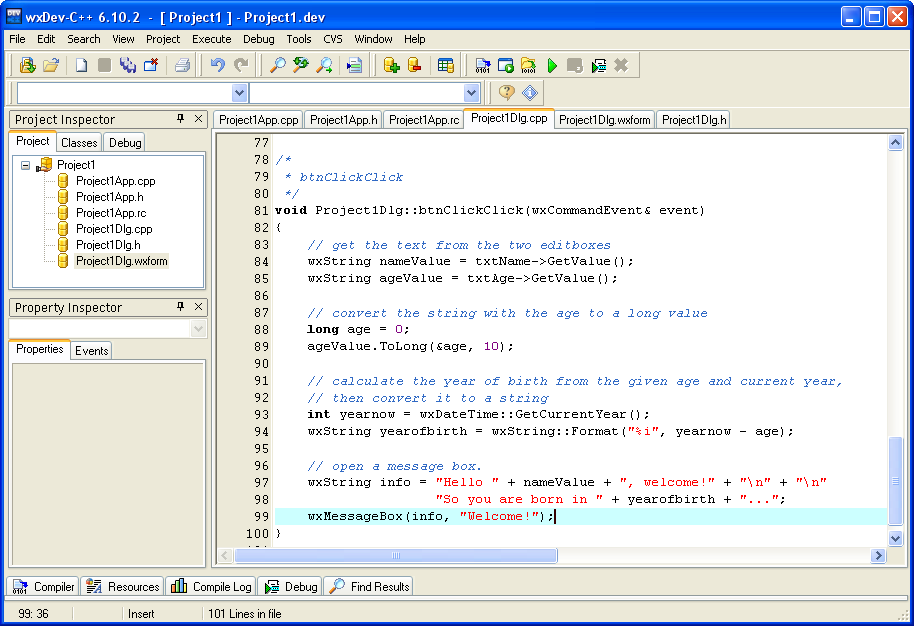 wxDev-C++ 6.10.2 - [ Project1 ] - Project1.dev
File Edit Search View Project Execute Debug Tools CVS Window Help
Project Inspector
Project Classes Debug
Project1
Project1App.cpp
Project1App.h
Project1App.rc
Project1Dlg.cpp
Project1Dlg.h
Project1Dlg.wxform
Property Inspector
Properties Events
Project1App.cpp Project1App.h Project1App.rc Project1Dlg.cpp Project1Dlg.wxform Project1Dlg.h
77
78 /*
79 * btnClickClick
80 */
81 void Project1Dlg::btnClickClick(wxCommandEvent& event)
82 {
83 // get the text from the two editboxes
84 wxString nameValue = txtName->GetValue();
85 wxString ageValue = txtAge->GetValue();
86
87 // convert the string with the age to a long value
88 long age = 0;
89 ageValue.ToLong(&age, 10);
90
91 // calculate the year of birth from the given age and current year,
92 // then convert it to a string
93 int yearnow = wxDateTime::GetCurrentYear();
94 wxString yearofbirth = wxString::Format("%i", yearnow - age);
95
96 // open a message box.
97 wxString info = "Hello " + nameValue + ", welcome!" + "\n" + "\n"
98 "So you are born in " + yearofbirth + "...";
99 wxMessageBox(info, "Welcome!");
100 }
Compiler Resources Compile Log Debug Find Results
99: 36 Insert 101 Lines in file